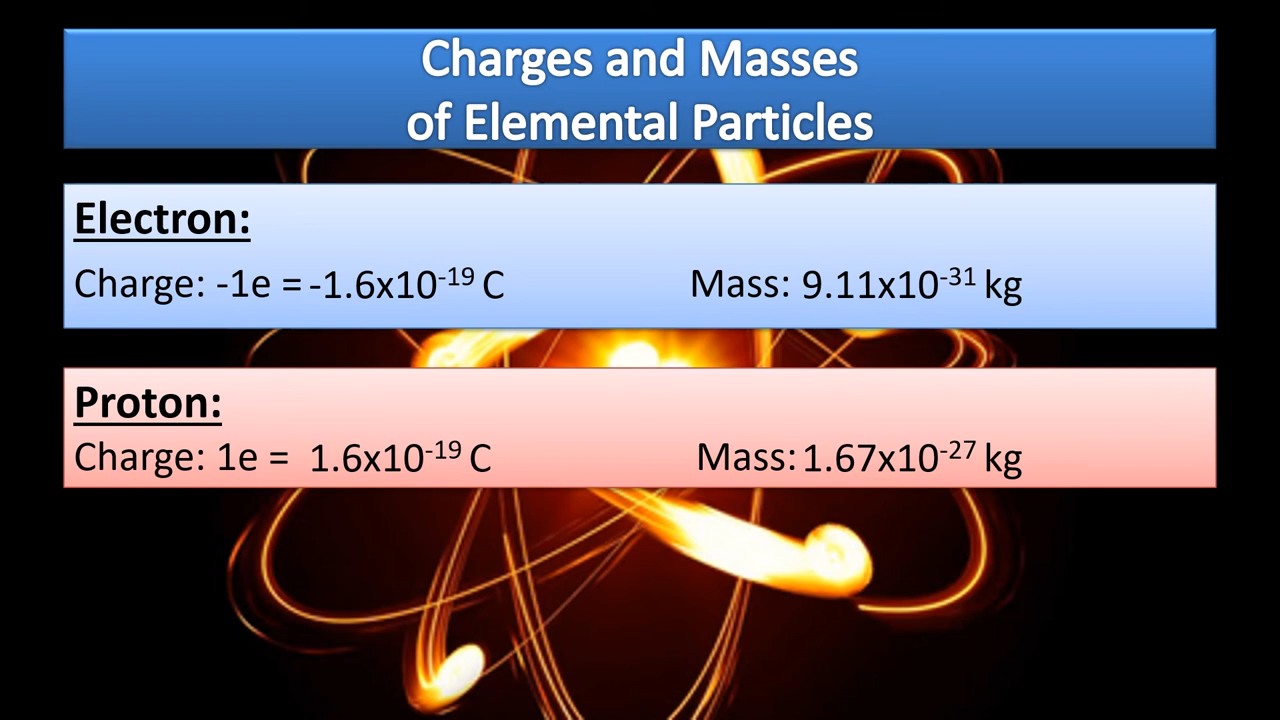 Charges and Masses
of Elemental Particles
Electron:
Charge: -1e = -1.6x10⁻¹⁹ C Mass: 9.11x10⁻³¹ kg
Proton:
Charge: 1e = 1.6x10⁻¹⁹ C Mass: 1.67x10⁻²⁷ kg